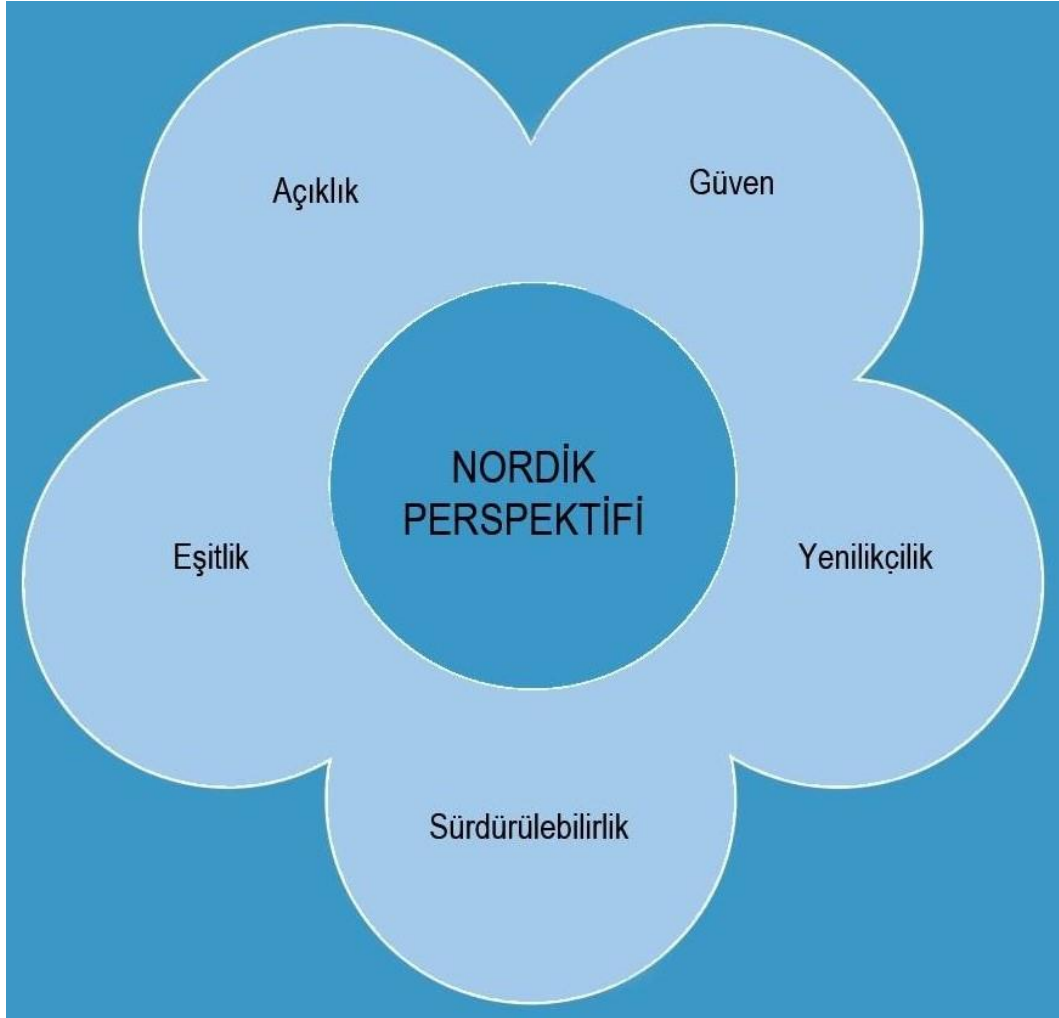 Açıklık
Güven
NORDİK
PERSPEKTİFİ
Eşitlik
Yenilikçilik
Sürdürülebilirlik